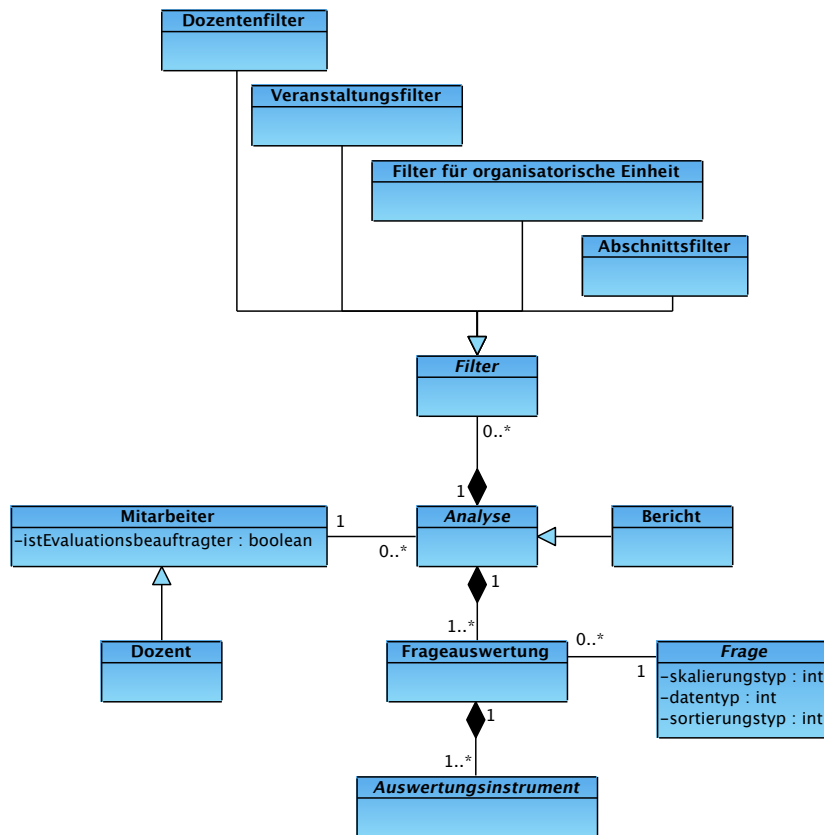 Dozentenfilter
Veranstaltungsfilter
Filter für organisatorische Einheit
Abschnittsfilter
Filter
0..*
1
Mitarbeiter
-istEvaluationsbeauftragter : boolean
1
0..*
Analyse
Bericht
1
1..*
Dozent
Frageauswertung
0..*
1
Frage
-skalierungstyp : int
-datentyp : int
-sortierungstyp : int
1
1..*
Auswertungsinstrument